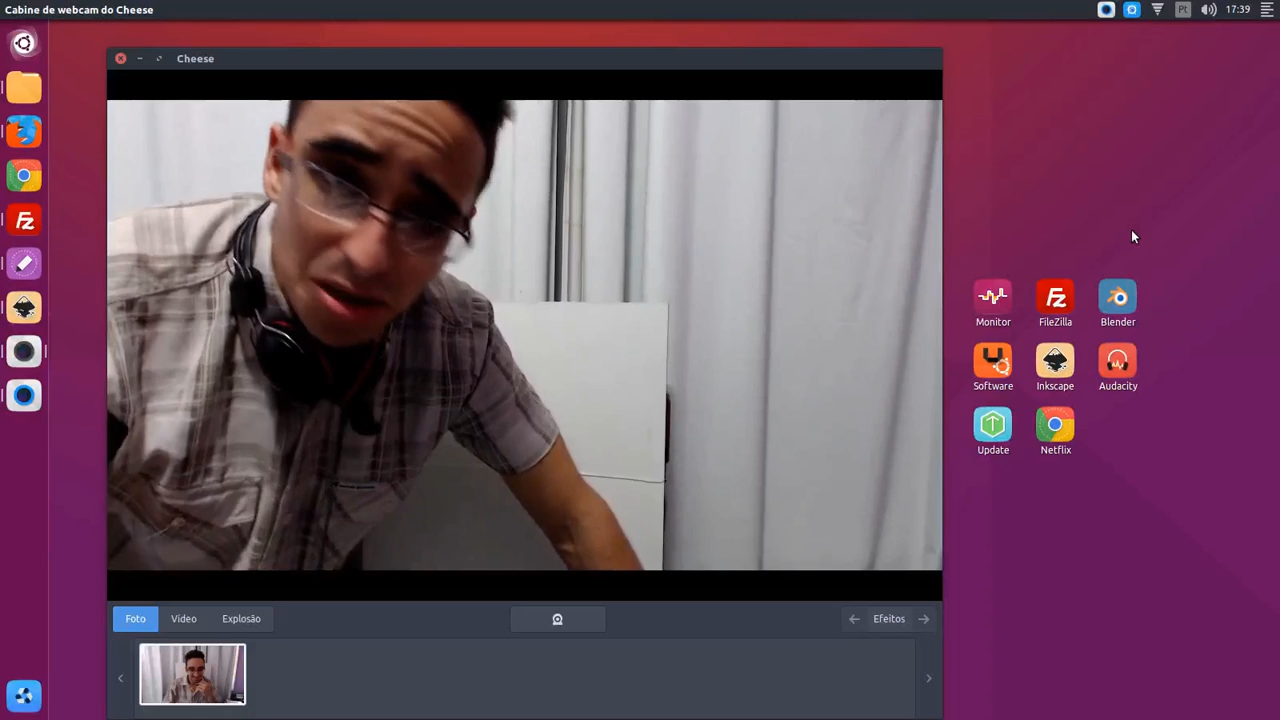 Cabine de webcam do Cheese
Pt
17:39
Cheese
Monitor
FileZilla
Blender
Software
Inkscape
Audacity
Update
Netflix
Foto
Vídeo
Explosão
Efeitos